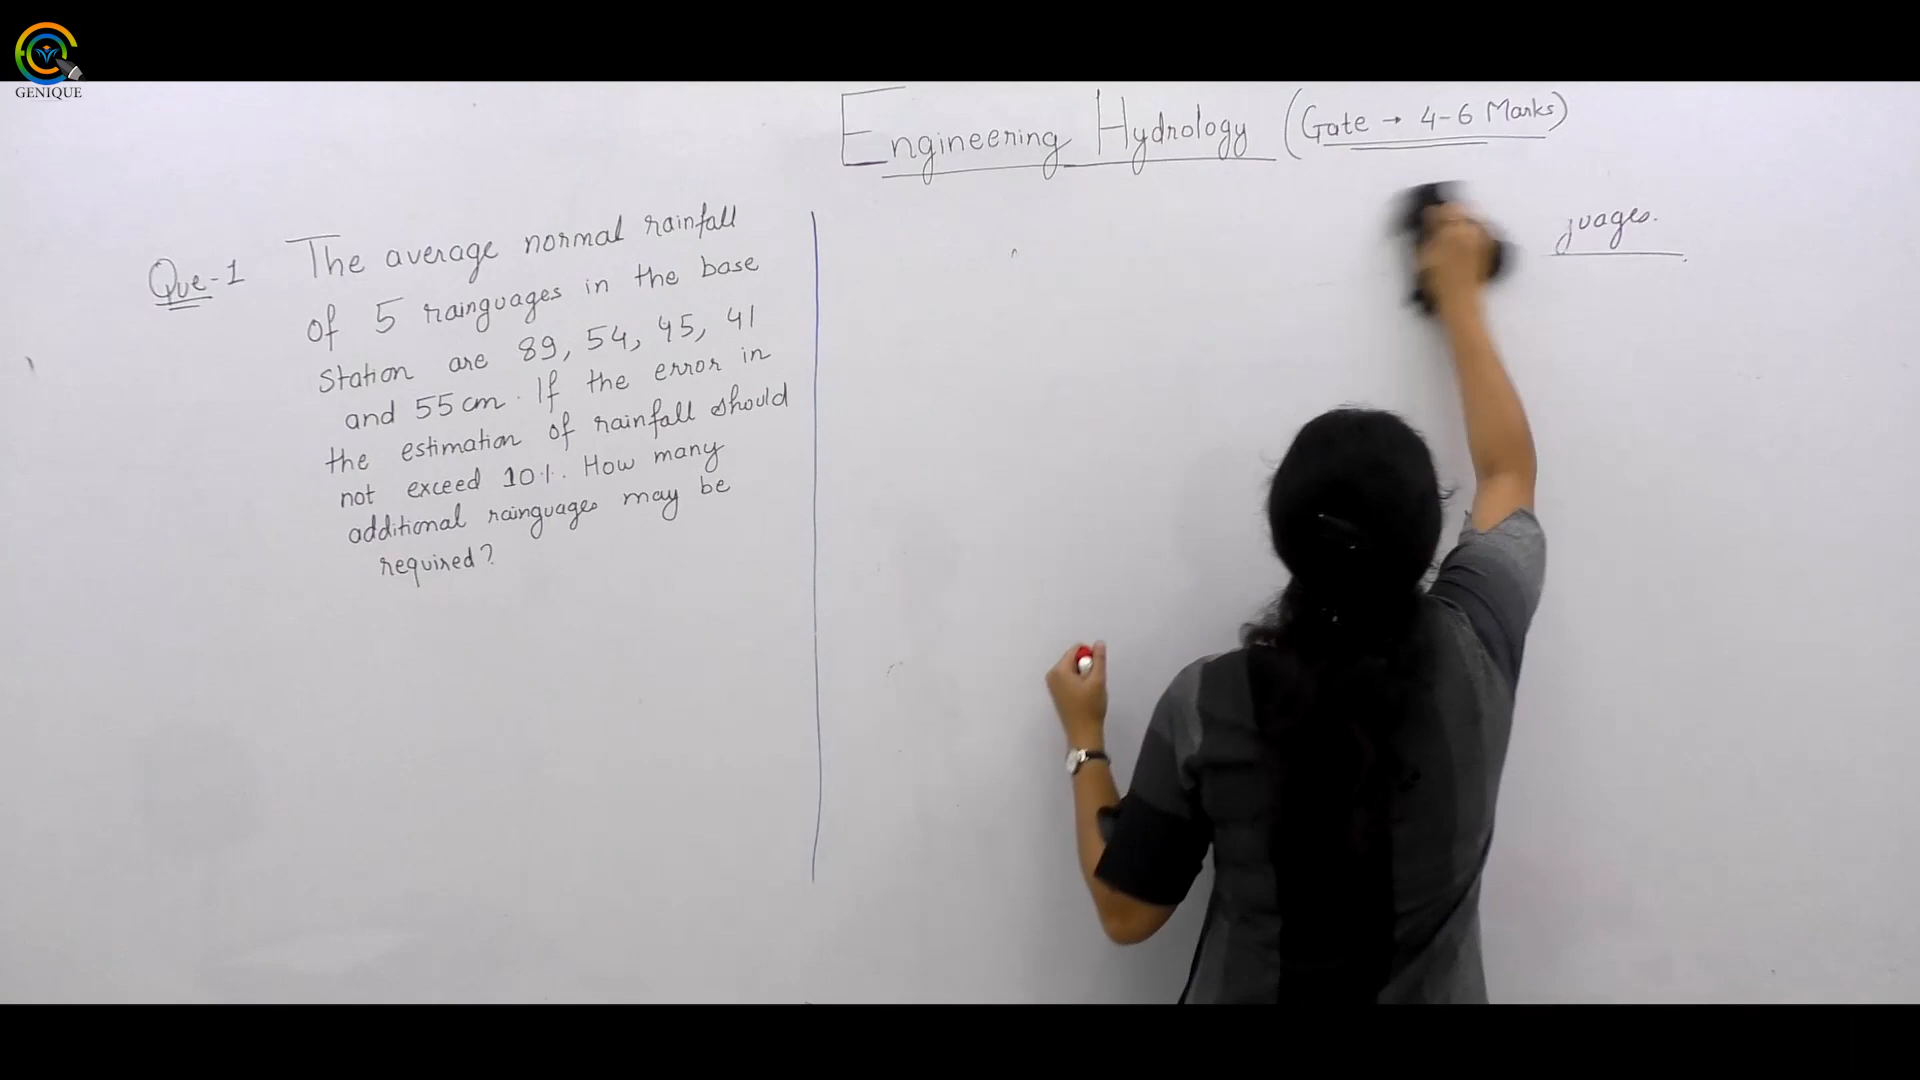 GENIQUE
Engineering Hydrology (Gate → 4-6 Marks)
guages.
Que-1 The average normal rainfall
of 5 rainguages in the base
station are 89, 54, 45, 41
and 55 cm. If the error in
the estimation of rainfall should
not exceed 10%. How many
additional rainguages may be
required?